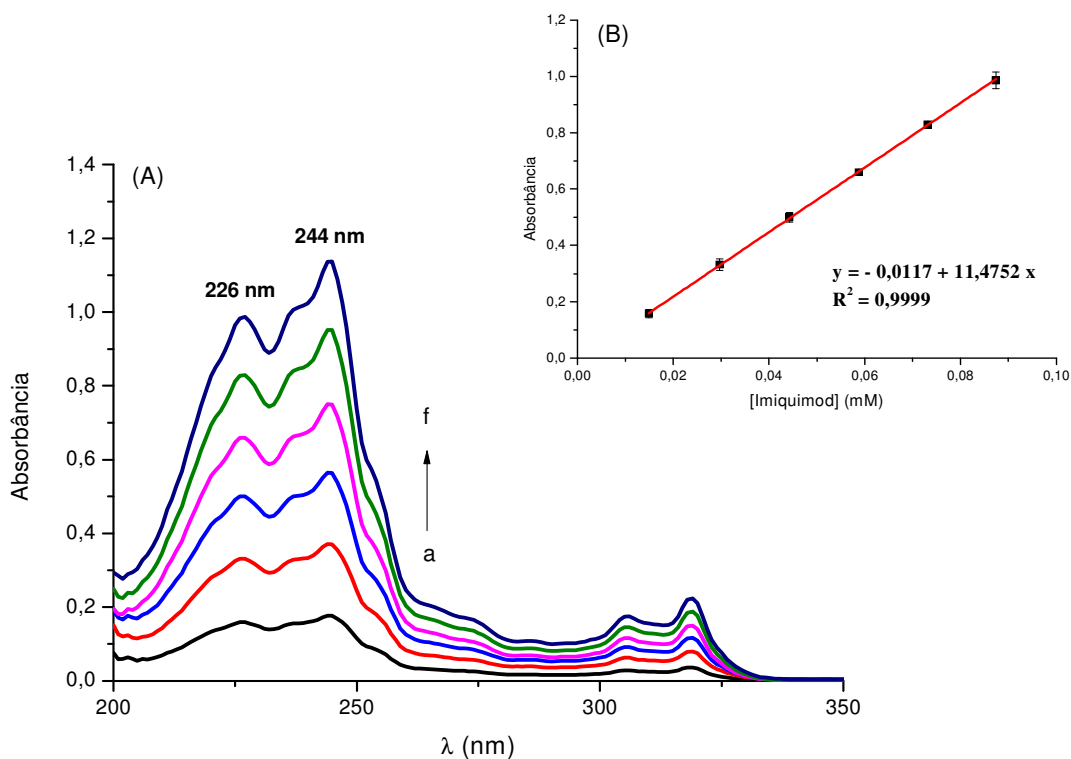 (A)
Absorbância
1,4
1,2
1,0
0,8
0,6
0,4
0,2
0,0
226 nm
244 nm
f
a
200
250
300
350
λ (nm)
(B)
Absorbância
1,2
1,0
0,8
0,6
0,4
0,2
0,0
y = - 0,0117 + 11,4752 x
R² = 0,9999
0,00
0,02
0,04
0,06
0,08
0,10
[Imiquimod] (mM)